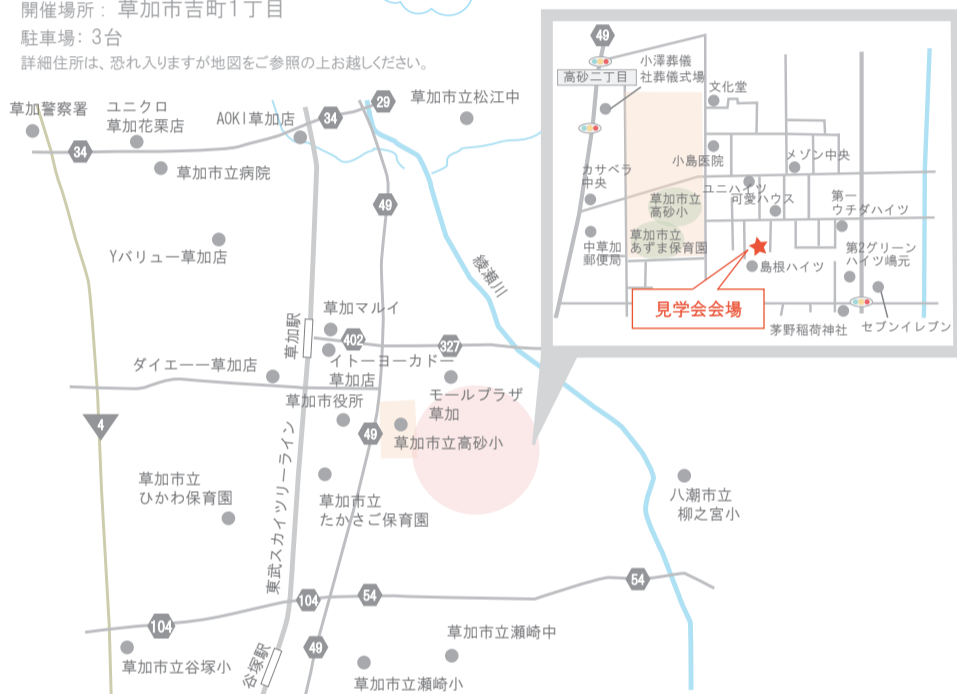 開催場所：草加市吉町1丁目
駐車場：3台
詳細住所は、恐れ入りますが地図をご参照の上お越しください。
草加警察署
ユニクロ
草加花栗店
AOKI草加店
34
29
草加市立松江中
34
草加市立病院
49
Yバリュー草加店
綾瀬川
草加駅
草加マルイ
402
327
イトーヨーカドー
草加店
ダイエー一草加店
モールプラザ
草加
草加市役所
4
49
草加市立高砂小
草加市立
ひかわ保育園
東武スカイツリーライン
草加市立
たかさご保育園
八潮市立
柳之宮小
54
104
54
104
49
草加市立谷塚小
谷塚駅
草加市立瀬崎中
草加市立瀬崎小
49
小澤葬儀
社葬儀式場
高砂二丁目
文化堂
小島医院
メゾン中央
カサベラ
中央
ユニハイツ
可愛ハウス
草加市立
高砂小
第一
ウチダハイツ
草加市立
あずま保育園
中草加
郵便局
第2グリーン
ハイツ嶋元
島根ハイツ
見学会会場
茅野稲荷神社
セブンイレブン